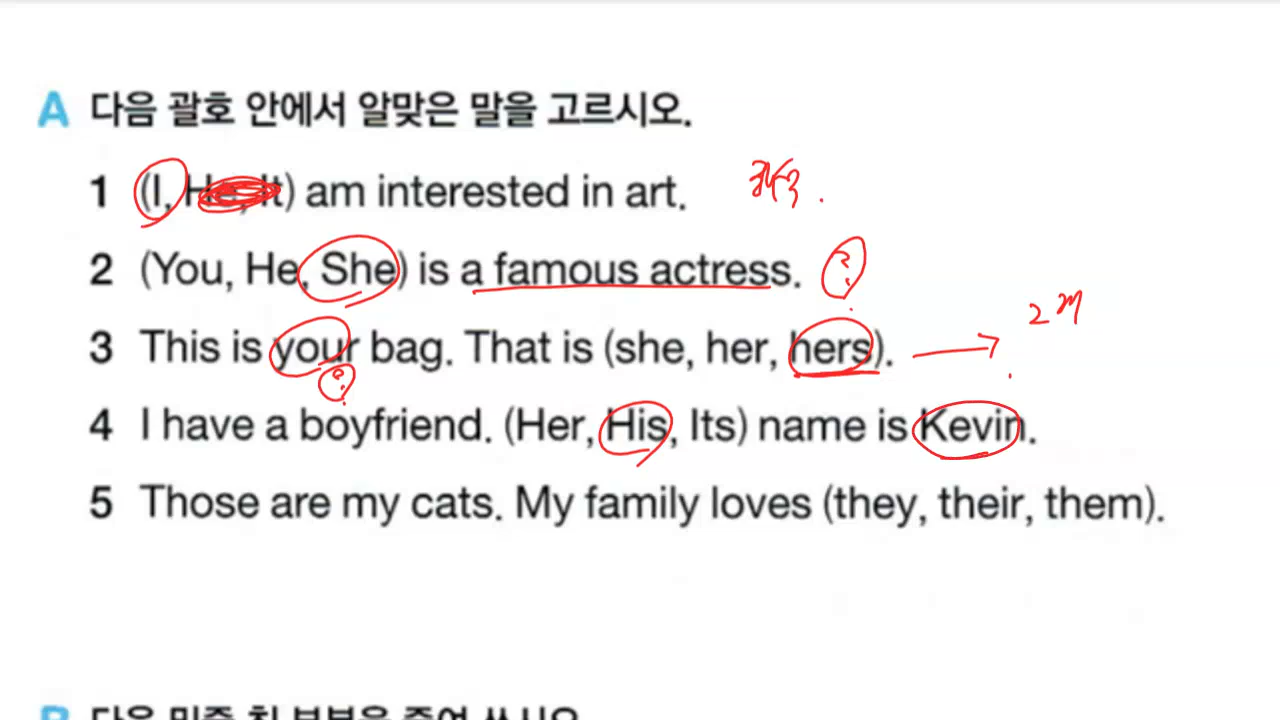 A 다음 괄호 안에서 알맞은 말을 고르시오.
1 (I, He, It) am interested in art.
2 (You, He, She) is a famous actress. ?
3 This is your bag. That is (she, her, hers). →
?
4 I have a boyfriend. (Her, His, Its) name is Kevin.
5 Those are my cats. My family loves (they, their, them).